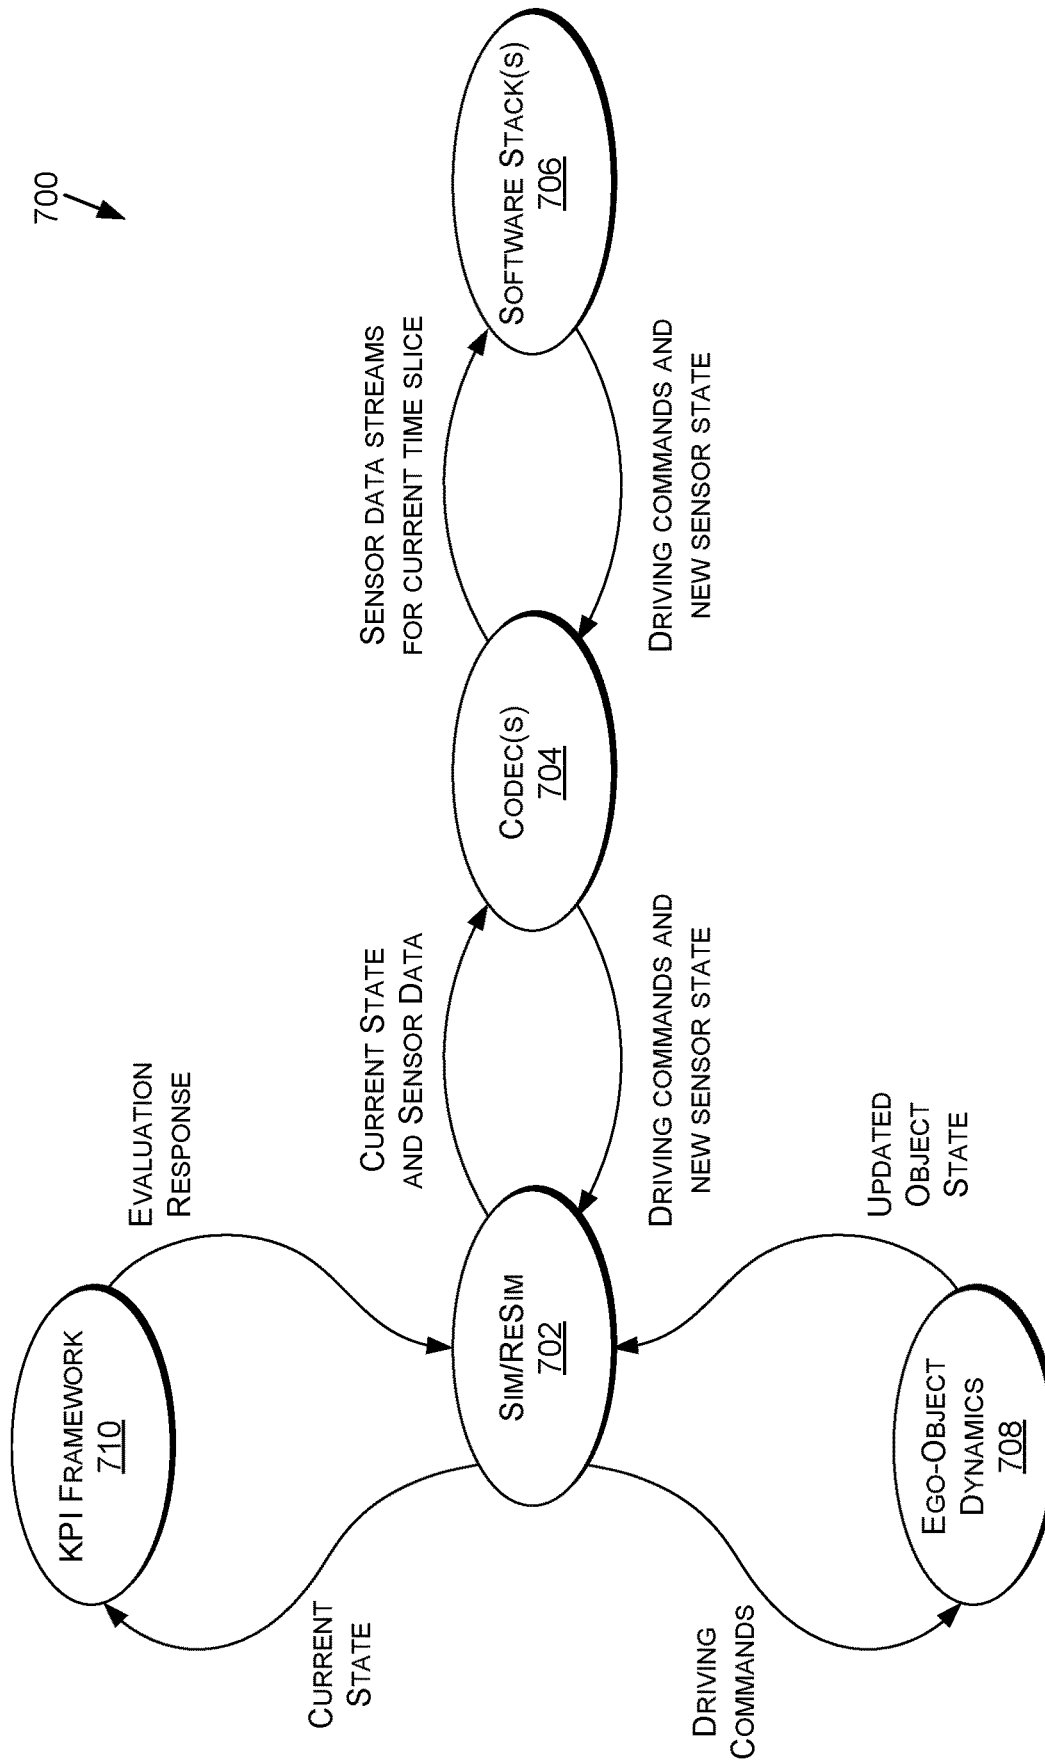 700
KPI FRAMEWORK
710
EVALUATION
RESPONSE
CURRENT
STATE
CURRENT STATE
AND SENSOR DATA
SENSOR DATA STREAMS
FOR CURRENT TIME SLICE
SIM/RESIM
702
CODEC(S)
704
SOFTWARE STACK(S)
706
DRIVING COMMANDS AND
NEW SENSOR STATE
DRIVING COMMANDS AND
NEW SENSOR STATE
DRIVING
COMMANDS
UPDATED
OBJECT
STATE
EGO-OBJECT
DYNAMICS
708